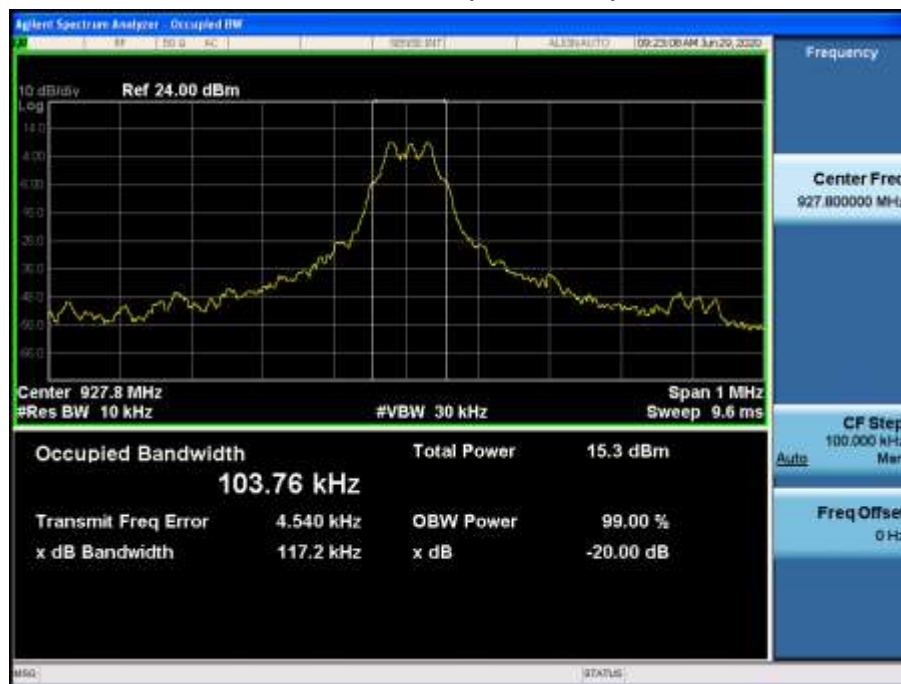 Agilent Spectrum Analyzer - Occupied BW
RF 50 Ω AC SENSE:INT ALIGN AUTO 09:23:08 AM Jun 29, 2020
Frequency
10 dB/div Ref 24.00 dBm
Log
14.0
4.00
-6.00
-16.0
-26.0
-36.0
-46.0
-56.0
-66.0
Center Freq
927.800000 MHz
Center 927.8 MHz Span 1 MHz
#Res BW 10 kHz #VBW 30 kHz Sweep 9.6 ms
CF Step
100.000 kHz
Auto Man
Occupied Bandwidth Total Power 15.3 dBm
103.76 kHz
Transmit Freq Error 4.540 kHz OBW Power 99.00 %
x dB Bandwidth 117.2 kHz x dB -20.00 dB
Freq Offset
0 Hz
MSG STATUS